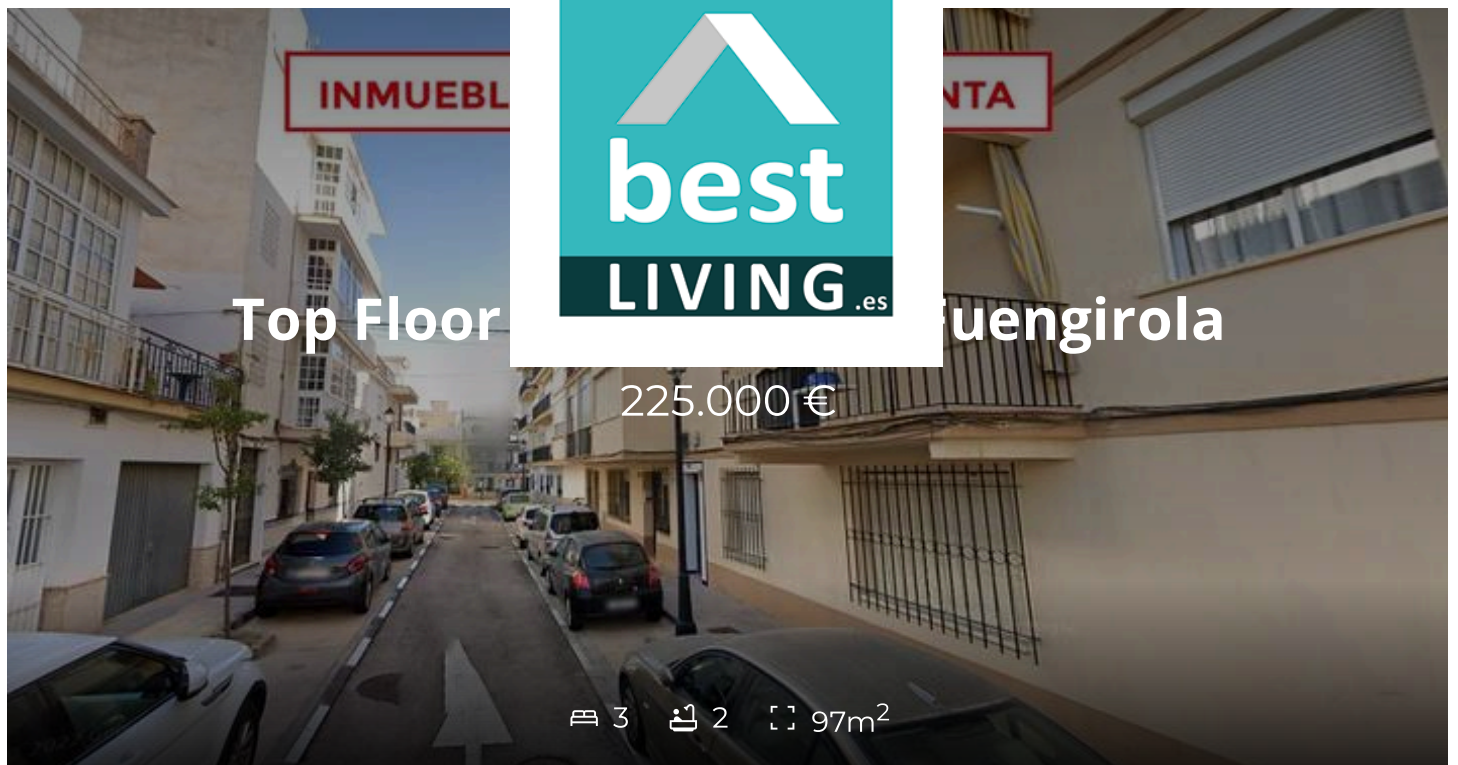 INMUEBL
NTA
best
LIVING.es
Top Floor
Fuengirola
225.000 €
3 2 97m²